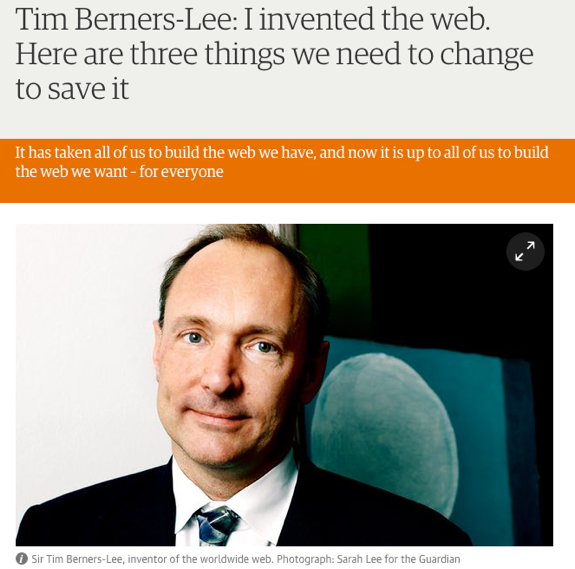 Tim Berners-Lee: I invented the web.
Here are three things we need to change
to save it
It has taken all of us to build the web we have, and now it is up to all of us to build
the web we want – for everyone
Sir Tim Berners-Lee, inventor of the worldwide web. Photograph: Sarah Lee for the Guardian